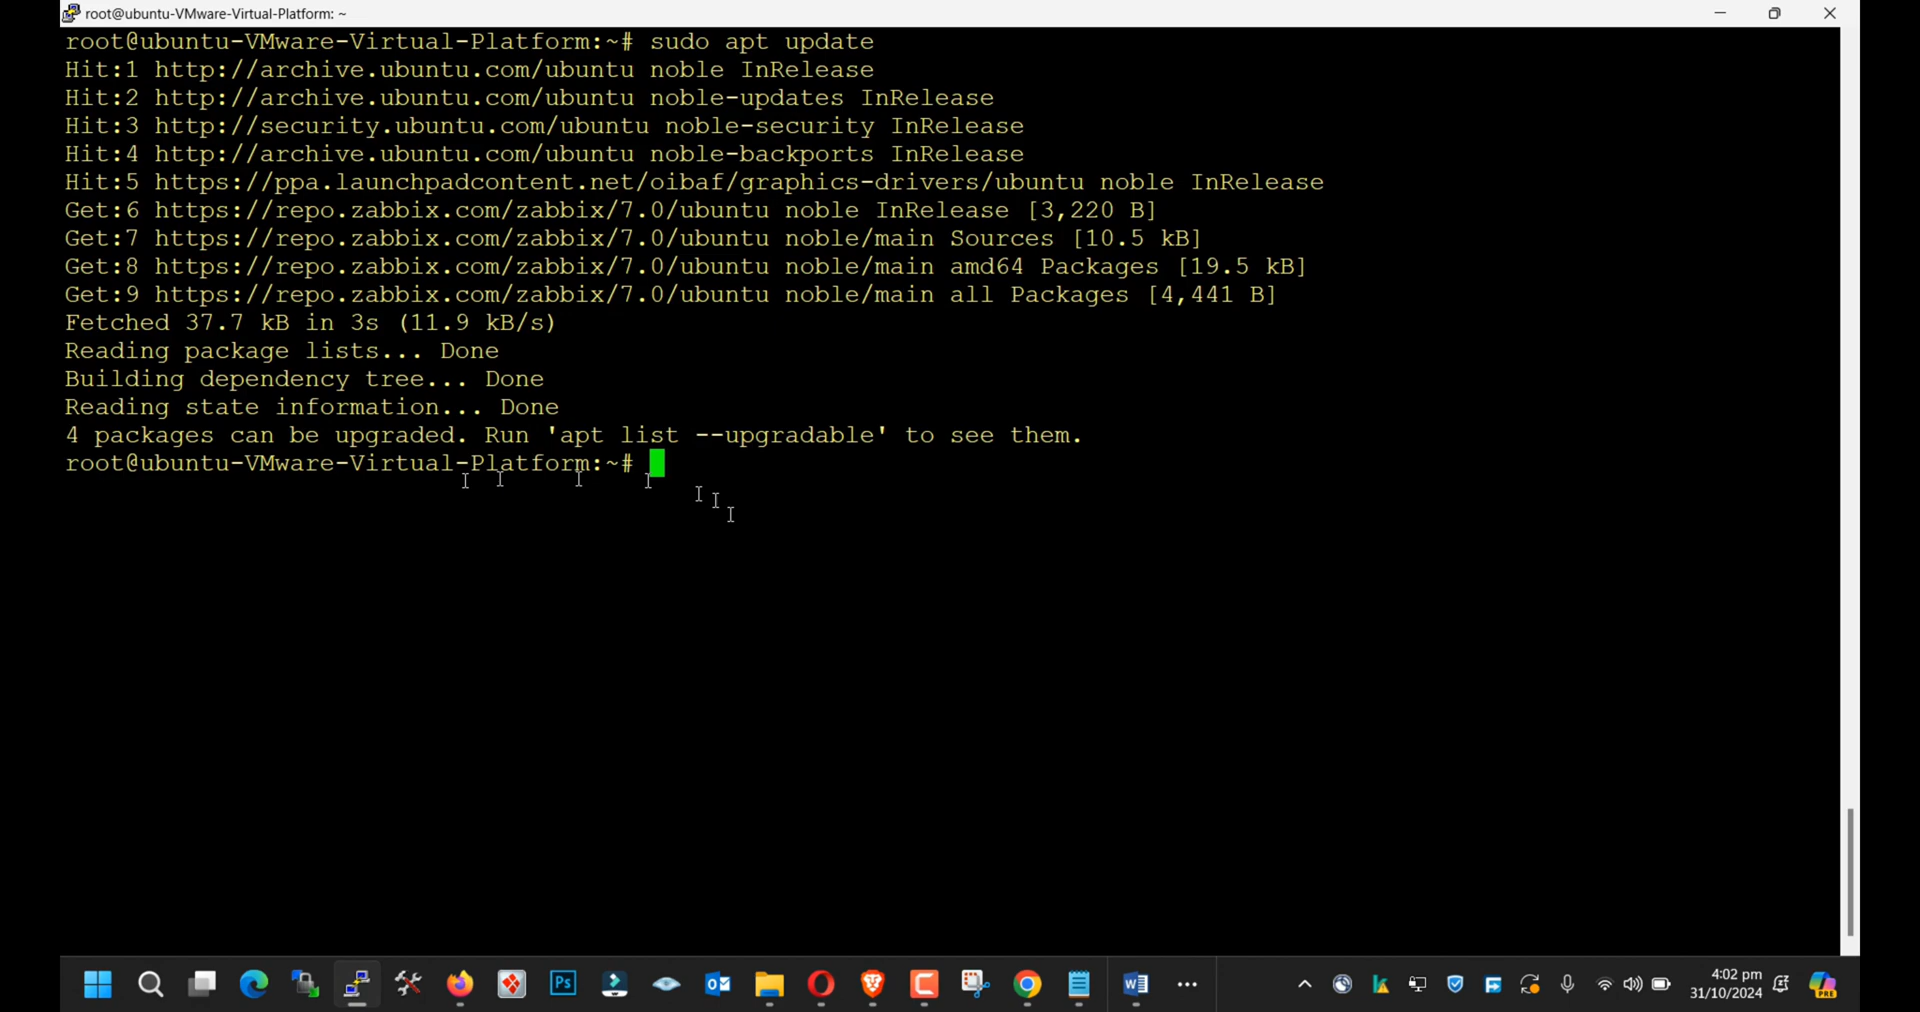 root@ubuntu-VMware-Virtual-Platform: ~
root@ubuntu-VMware-Virtual-Platform:~# sudo apt update
Hit:1 http://archive.ubuntu.com/ubuntu noble InRelease
Hit:2 http://archive.ubuntu.com/ubuntu noble-updates InRelease
Hit:3 http://security.ubuntu.com/ubuntu noble-security InRelease
Hit:4 http://archive.ubuntu.com/ubuntu noble-backports InRelease
Hit:5 https://ppa.launchpadcontent.net/oibaf/graphics-drivers/ubuntu noble InRelease
Get:6 https://repo.zabbix.com/zabbix/7.0/ubuntu noble InRelease [3,220 B]
Get:7 https://repo.zabbix.com/zabbix/7.0/ubuntu noble/main Sources [10.5 kB]
Get:8 https://repo.zabbix.com/zabbix/7.0/ubuntu noble/main amd64 Packages [19.5 kB]
Get:9 https://repo.zabbix.com/zabbix/7.0/ubuntu noble/main all Packages [4,441 B]
Fetched 37.7 kB in 3s (11.9 kB/s)
Reading package lists... Done
Building dependency tree... Done
Reading state information... Done
4 packages can be upgraded. Run 'apt list --upgradable' to see them.
root@ubuntu-VMware-Virtual-Platform:~#
Ps
4:02 pm
31/10/2024
PRE